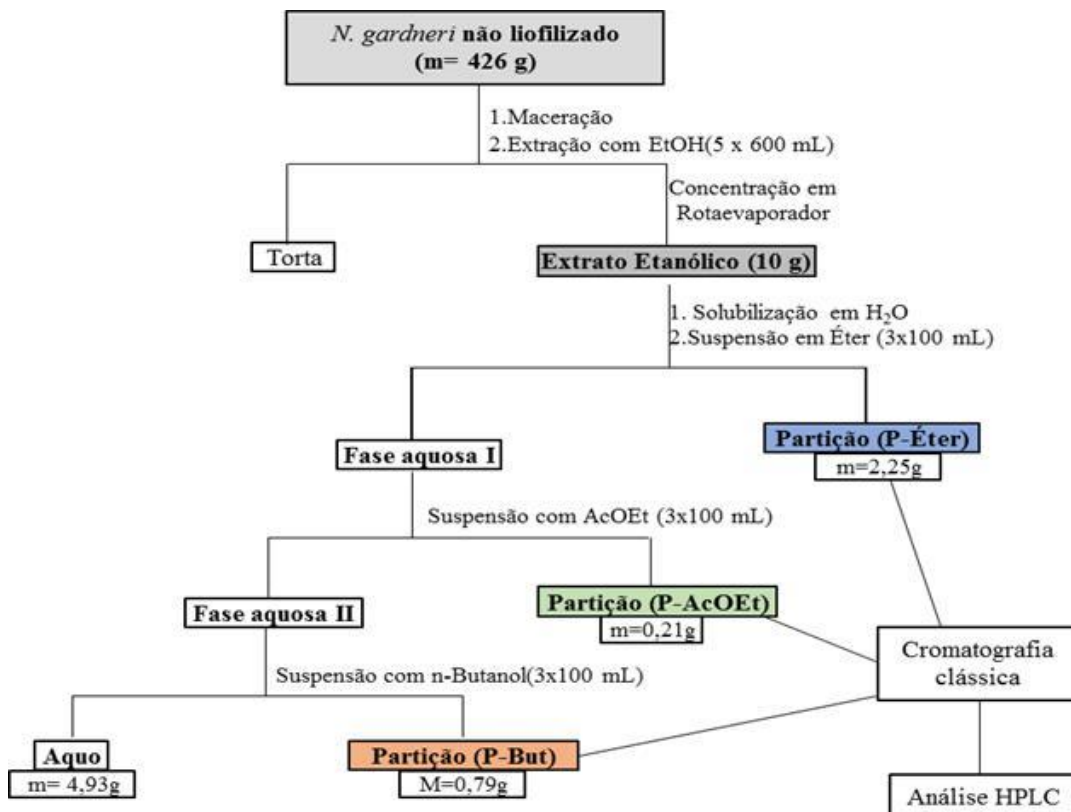 N. gardneri não liofilizado
(m= 426 g)
1.Maceração
2.Extração com EtOH(5 x 600 mL)
Concentração em
Rotaevaporador
Torta
Extrato Etanólico (10 g)
1. Solubilização em H₂O
2.Suspensão em Éter (3x100 mL)
Partição (P-Éter)
m=2,25g
Fase aquosa I
Suspensão com AcOEt (3x100 mL)
Partição (P-AcOEt)
m=0,21g
Fase aquosa II
Cromatografia
clássica
Suspensão com n-Butanol(3x100 mL)
Aquo
m= 4,93g
Partição (P-But)
M=0,79g
Análise HPLC